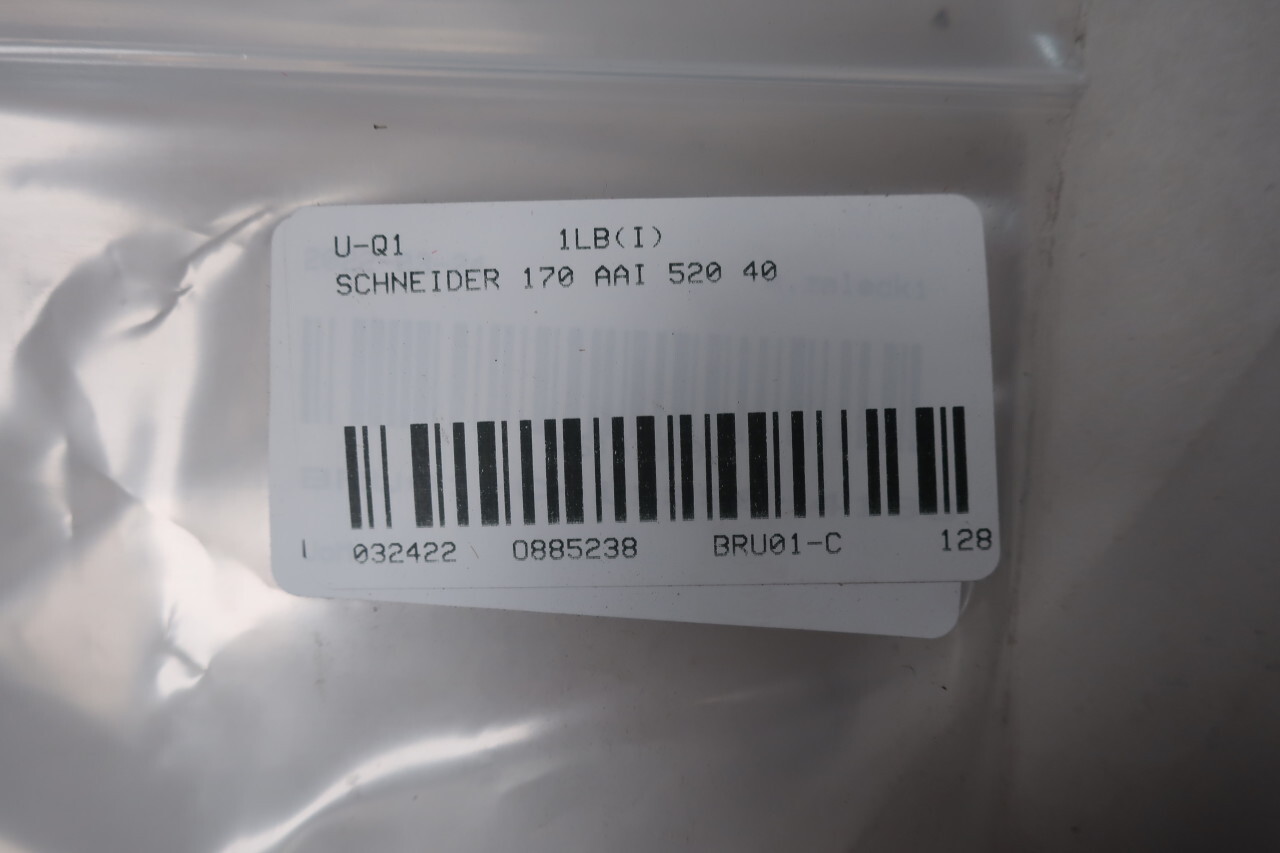 U-Q1 1LB(I)
SCHNEIDER 170 AAI 520 40
032422 0885238 BRU01-C 128